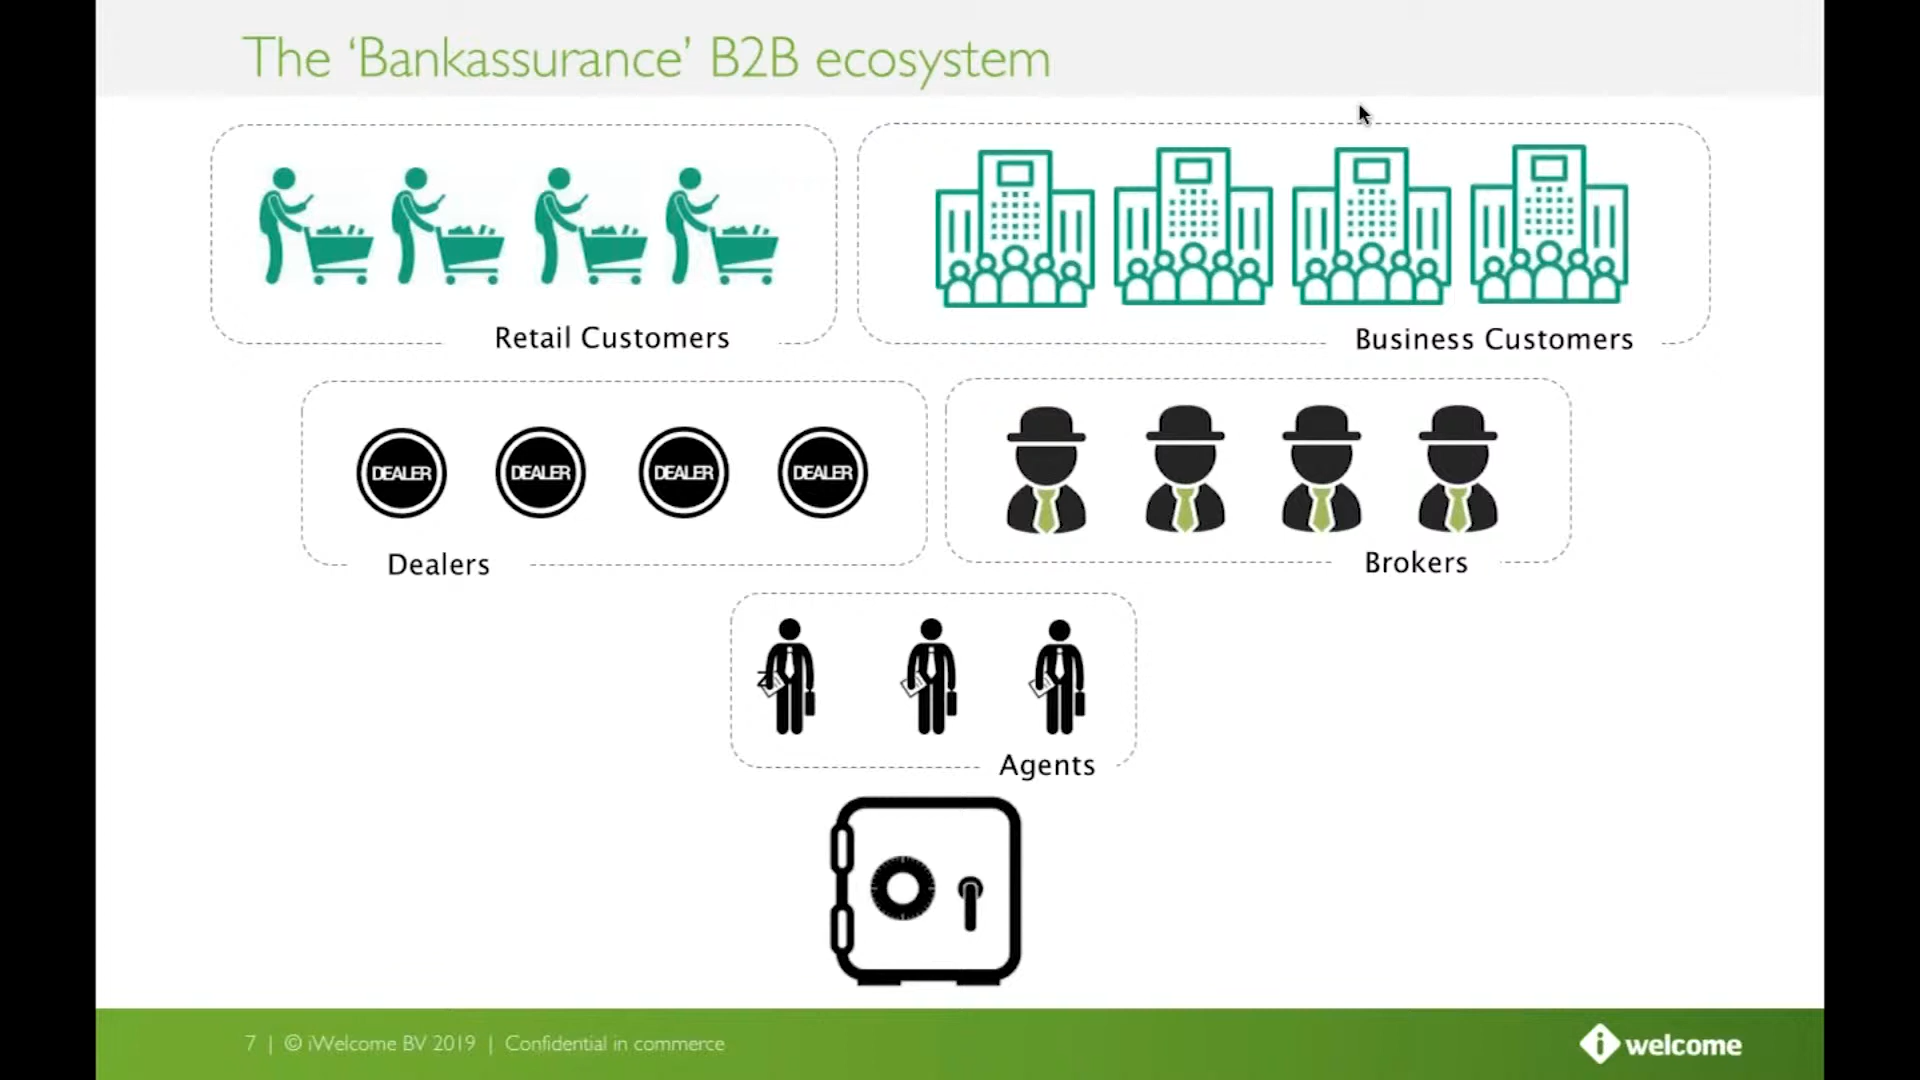 The ‘Bankassurance’ B2B ecosystem
Retail Customers
Business Customers
DEALER DEALER DEALER DEALER
Dealers
Brokers
Z
Agents
7 | © iWelcome BV 2019 | Confidential in commerce
i welcome